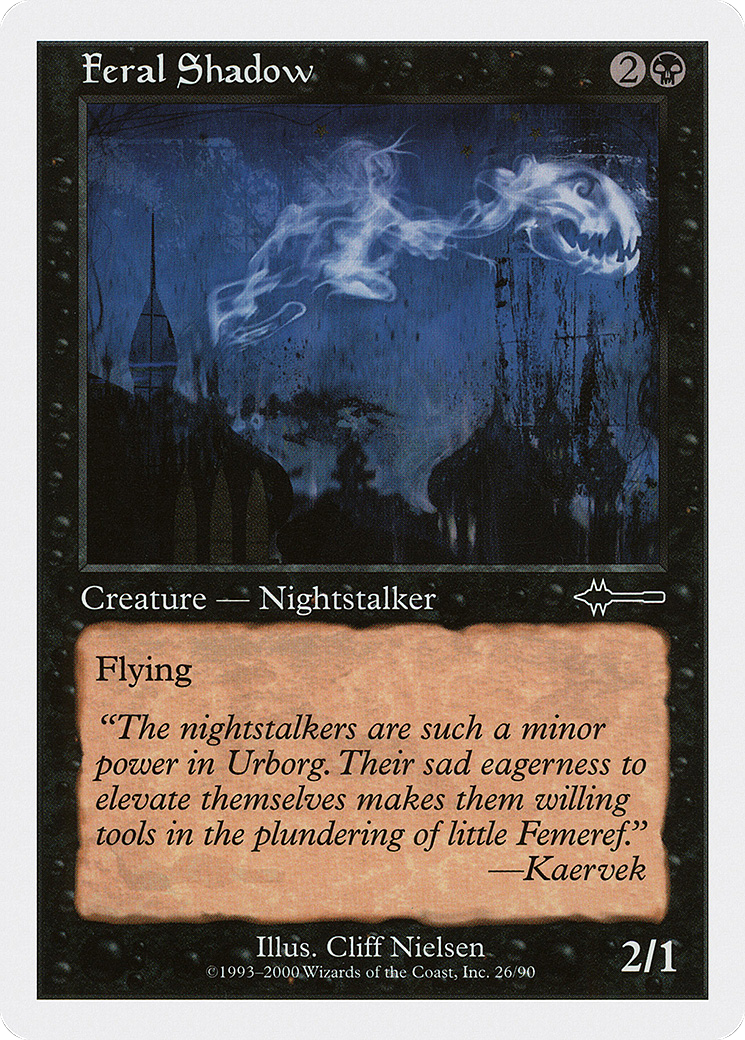 Feral Shadow
2
Creature — Nightstalker
Flying
“The nightstalkers are such a minor
power in Urborg. Their sad eagerness to
elevate themselves makes them willing
tools in the plundering of little Femeref.”
—Kaervek
Illus. Cliff Nielsen
©1993–2000 Wizards of the Coast, Inc. 26/90
2/1